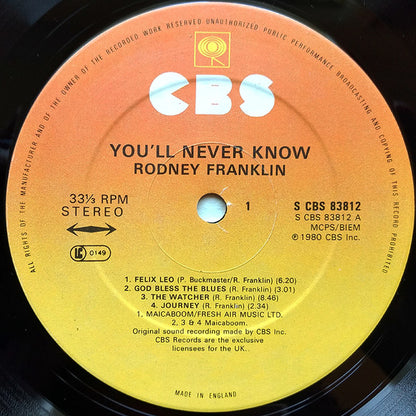 ALL RIGHTS OF THE MANUFACTURER AND OF THE OWNER OF THE RECORDED WORK RESERVED UNAUTHORIZED PUBLIC PERFORMANCE BROADCASTING AND COPYING OF THIS RECORD PROHIBITED
CBS
YOU'LL NEVER KNOW
RODNEY FRANKLIN
33⅓ RPM
STEREO
1
S CBS 83812
S CBS 83812 A
MCPS/BIEM
℗ 1980 CBS Inc.
LC 0149
1. FELIX LEO (P. Buckmaster/R. Franklin) (6.20)
2. GOD BLESS THE BLUES (R. Franklin) (3.01)
3. THE WATCHER (R. Franklin) (8.46)
4. JOURNEY (R. Franklin) (2.34)
1. MAICABOOM/FRESH AIR MUSIC LTD.
2, 3 & 4 Maicaboom.
Original sound recording made by CBS Inc.
CBS Records are the exclusive
licensees for the UK.
MADE IN ENGLAND